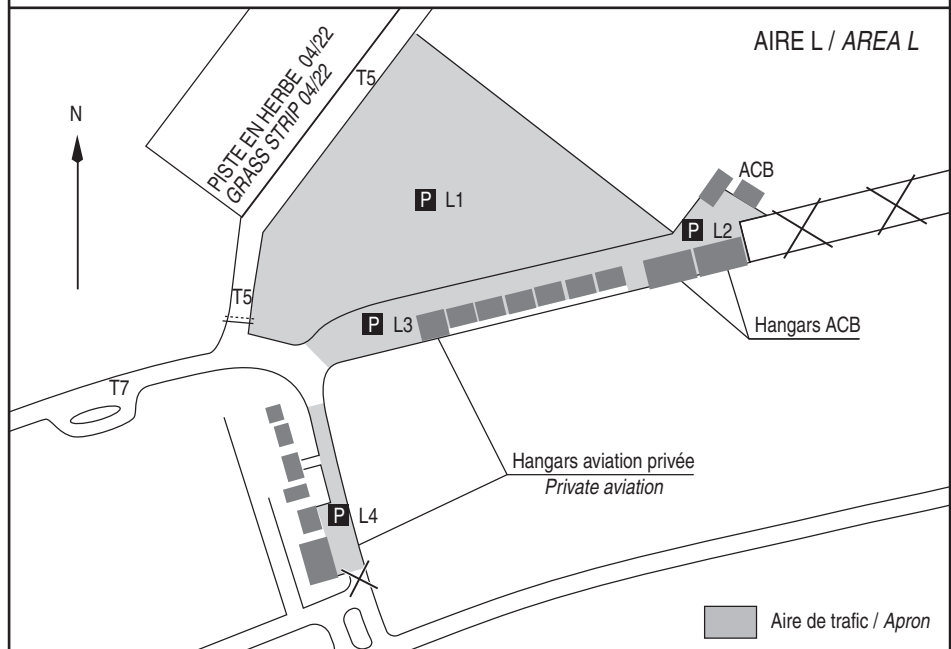 AIRE L / AREA L
PISTE EN HERBE 04/22
GRASS STRIP 04/22
T5
N
ACB
P L1
P L2
T5
P L3
Hangars ACB
T7
Hangars aviation privée
Private aviation
P L4
Aire de trafic / Apron